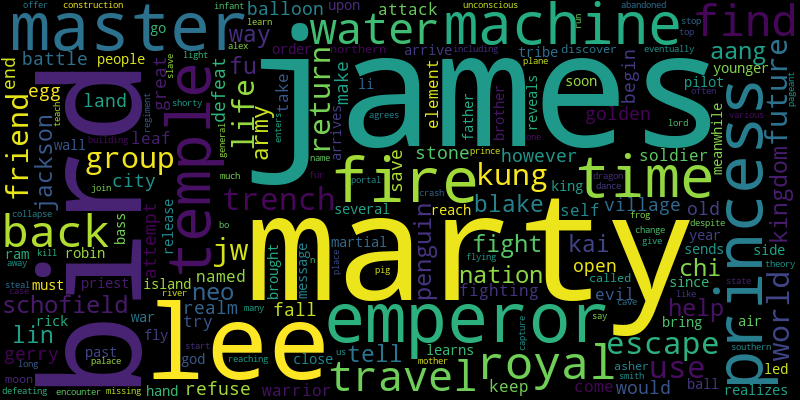 offer construction infant balloon upon attack unconscious abandoned
master go learn way order northern arrive including machine stop top find
battle people light alex tribe discover eventually aang
end egg great slave fu water plane younger
land shorty defeat life take make li element james soon pilot often
friend jackson teach regiment general army return reveals father brother golden begin meanwhile lord various pageant future
wall building leaf enters arrives agrees one
bird temple group save stone however prince soldier
city much name fur portal crash kung king dragon dance time kingdom
join trench fire
back collapse bass release attempt bo several reach blake self village old frog
kill jw martial penguin fight kai change give despite year
ram robin brought message n nation open chi sends side princess
away must priest island named neo place pig flying called since theory world
steal river realm marty fighting evil cave state like
schofield case war many fall emperor say help air
lin rick fly try god start bring southern
gerry past lee close us tell learns capture escape led
long moon palace reaching mother royal asher smith use ball
defeating encounter missing hand refuse warrior travel keep come would realizes